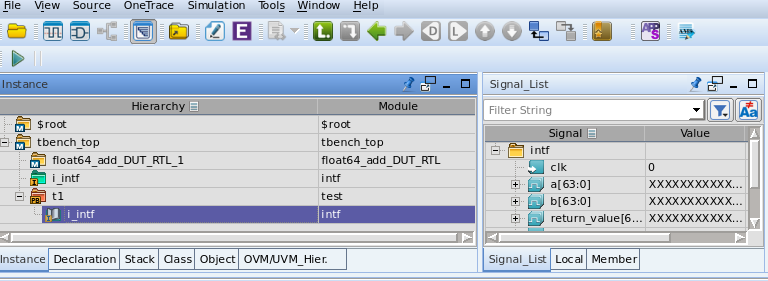 File View Source OneTrace Simulation Tools Window Help
Instance
Hierarchy Module
$root $root
tbench_top tbench_top
float64_add_DUT_RTL_1 float64_add_DUT_RTL
i_intf intf
t1 test
i_intf intf
Instance Declaration Stack Class Object OVM/UVM_Hier.
Signal_List
Filter String
Signal Value
intf
clk 0
a[63:0] XXXXXXXXXXX...
b[63:0] XXXXXXXXXXX...
return_value[6... XXXXXXXXXXX...
Signal_List Local Member